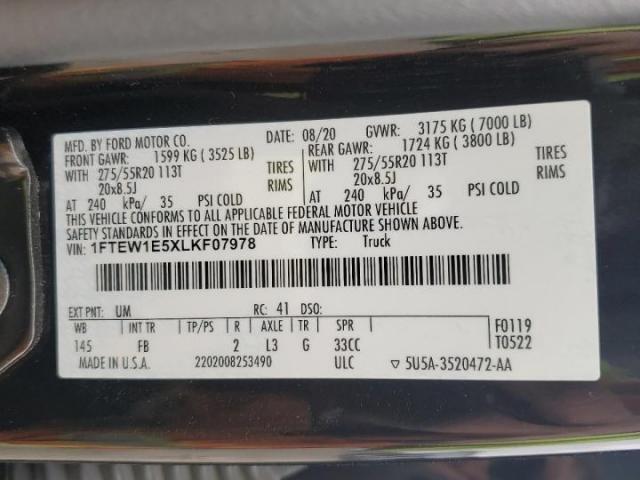 MFD. BY FORD MOTOR CO.
DATE: 08/20 GVWR: 3175 KG ( 7000 LB)
FRONT GAWR: 1599 KG ( 3525 LB) REAR GAWR: 1724 KG ( 3800 LB)
WITH 275/55R20 113T TIRES WITH 275/55R20 113T TIRES
20x8.5J RIMS 20x8.5J RIMS
AT 240 kPa/ 35 PSI COLD AT 240 kPa/ 35 PSI COLD
THIS VEHICLE CONFORMS TO ALL APPLICABLE FEDERAL MOTOR VEHICLE
SAFETY STANDARDS IN EFFECT ON THE DATE OF MANUFACTURE SHOWN ABOVE.
VIN: 1FTEW1E5XLKF07978 TYPE: Truck
EXT PNT: UM RC: 41 DSO:
WB INT TR TP/PS R AXLE TR SPR F0119
145 FB 2 L3 G 33CC T0522
MADE IN U.S.A. 2202008253490 ULC ▽ 5U5A-3520472-AA